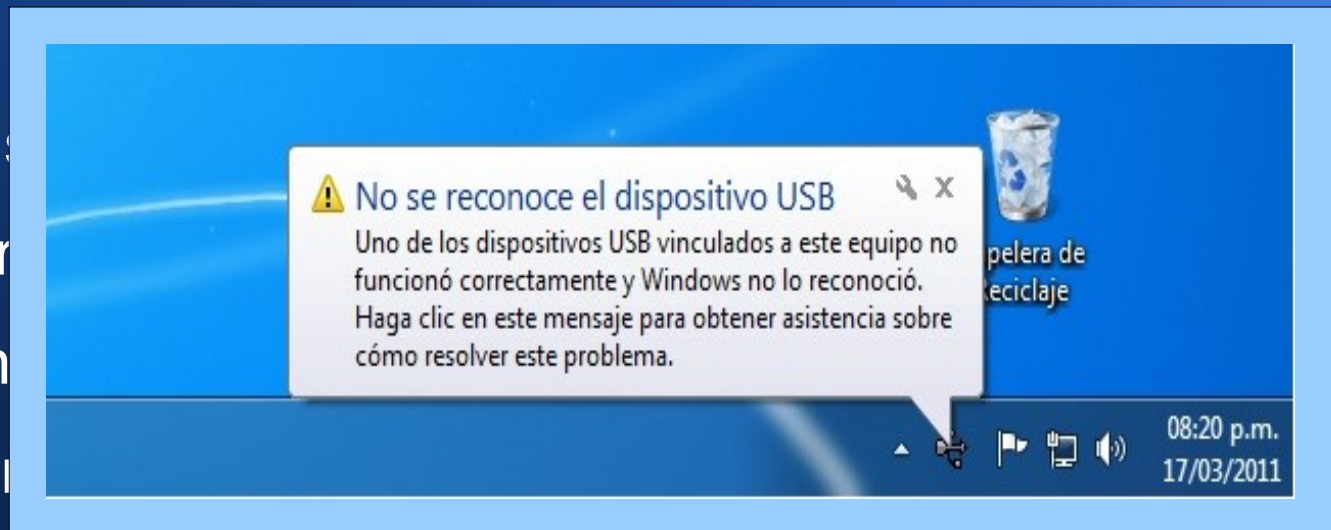 No se reconoce el dispositivo USB
Uno de los dispositivos USB vinculados a este equipo no
funcionó correctamente y Windows no lo reconoció.
Haga clic en este mensaje para obtener asistencia sobre
cómo resolver este problema.
pelera de
eciclaje
08:20 p.m.
17/03/2011